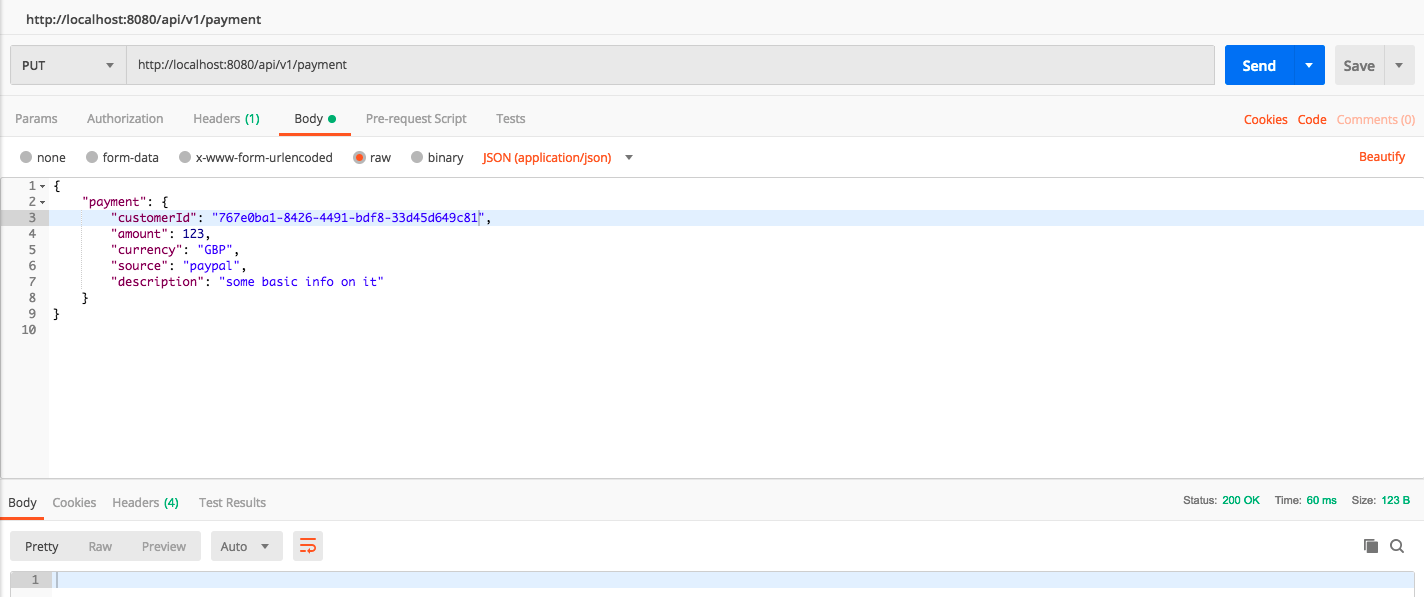 http://localhost:8080/api/v1/payment
PUT http://localhost:8080/api/v1/payment Send Save
Params Authorization Headers (1) Body Pre-request Script Tests Cookies Code Comments (0)
none form-data x-www-form-urlencoded raw binary JSON (application/json) Beautify
1 {
2 "payment": {
3 "customerId": "767e0ba1-8426-4491-bdf8-33d45d649c81",
4 "amount": 123,
5 "currency": "GBP",
6 "source": "paypal",
7 "description": "some basic info on it"
8 }
9 }
10
Body Cookies Headers (4) Test Results Status: 200 OK Time: 60 ms Size: 123 B
Pretty Raw Preview Auto
1